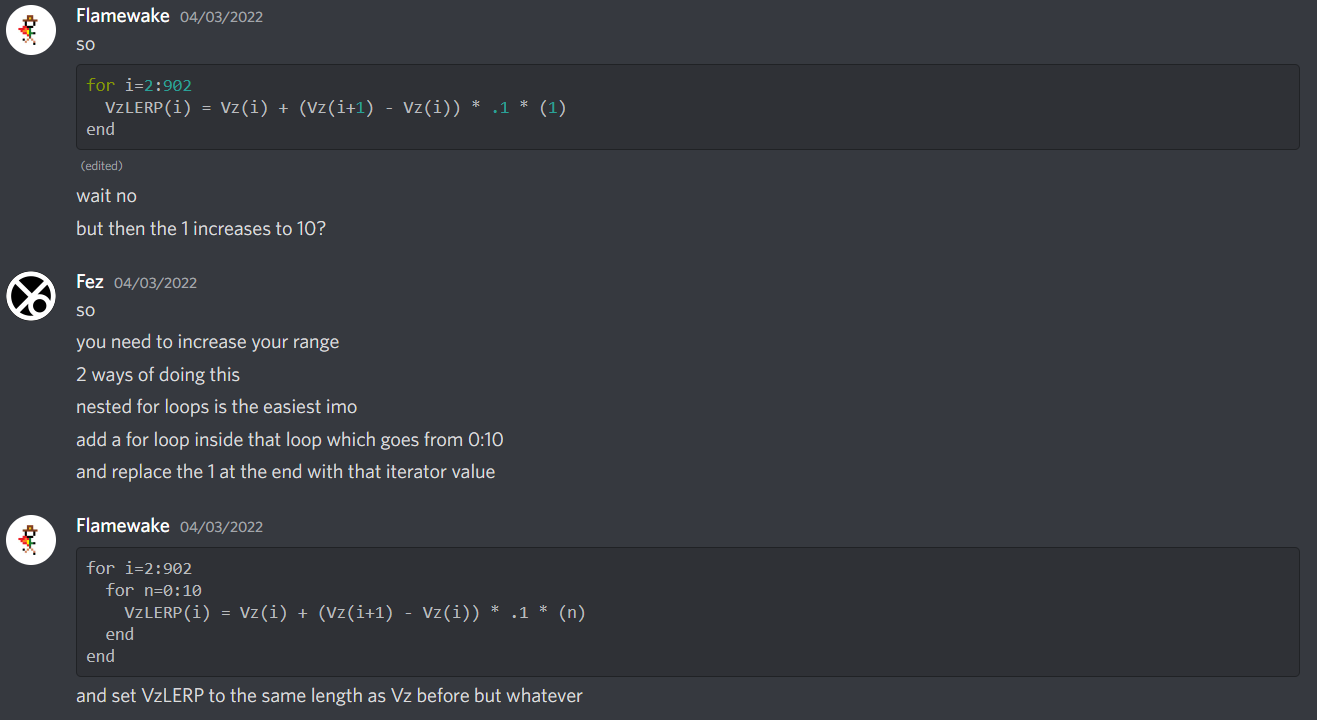 Flamewake 04/03/2022
so
for i=2:902
  VzLERP(i) = Vz(i) + (Vz(i+1) - Vz(i)) * .1 * (1)
end
(edited)
wait no
but then the 1 increases to 10?
Fez 04/03/2022
so
you need to increase your range
2 ways of doing this
nested for loops is the easiest imo
add a for loop inside that loop which goes from 0:10
and replace the 1 at the end with that iterator value
Flamewake 04/03/2022
for i=2:902
  for n=0:10
    VzLERP(i) = Vz(i) + (Vz(i+1) - Vz(i)) * .1 * (n)
  end
end
and set VzLERP to the same length as Vz before but whatever